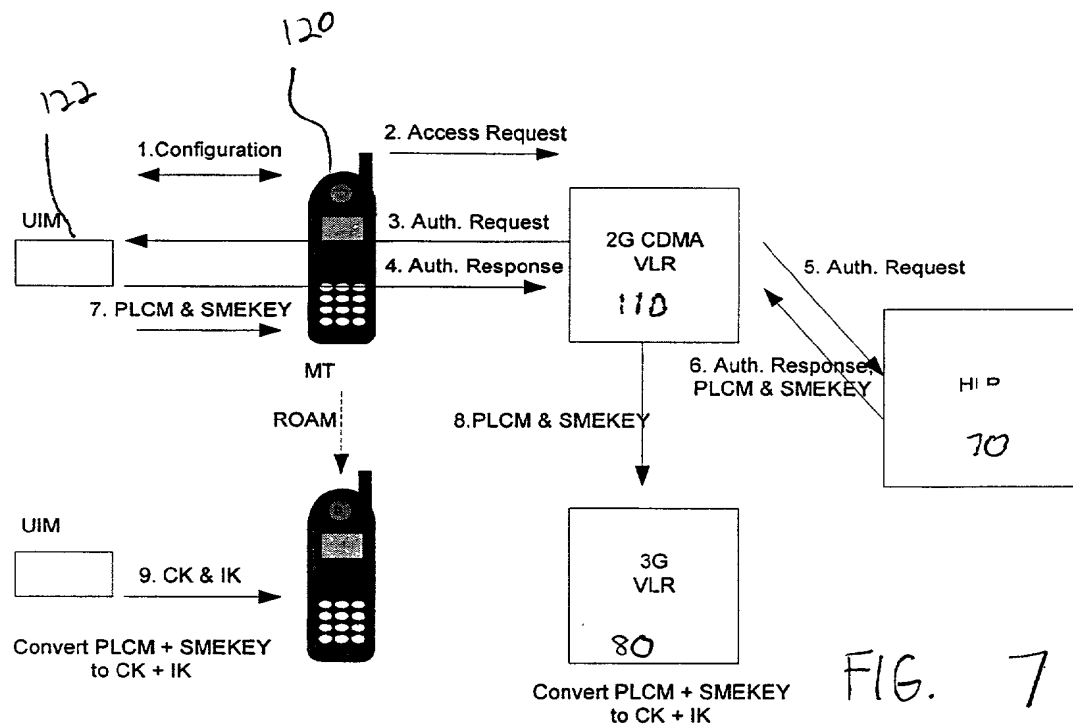 120
122
2. Access Request
1.Configuration
UIM
3. Auth. Request
2G CDMA
VLR
110
4. Auth. Response
5. Auth. Request
7. PLCM & SMEKEY
6. Auth. Response,
PLCM & SMEKEY
70
MT
ROAM
8.PLCM & SMEKEY
UIM
9. CK & IK
3G
VLR
80
Convert PLCM + SMEKEY
to CK + IK
Convert PLCM + SMEKEY
to CK + IK
FIG. 7